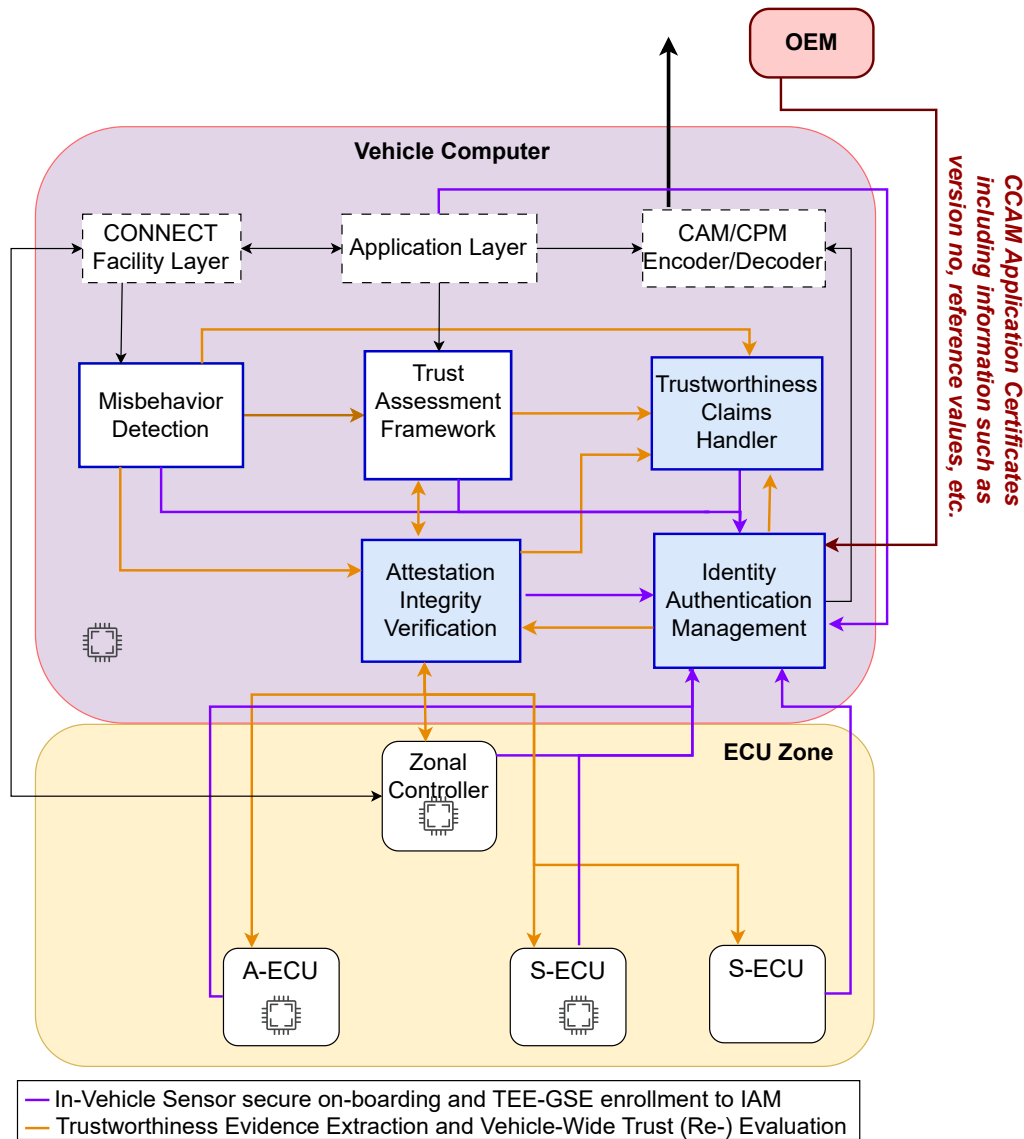 OEM
Vehicle Computer
CCAM Application Certificates
including information such as
version no, reference values, etc.
CONNECT
Facility Layer
Application Layer
CAM/CPM
Encoder/Decoder
Misbehavior
Detection
Trust
Assessment
Framework
Trustworthiness
Claims
Handler
Attestation
Integrity
Verification
Identity
Authentication
Management
ECU Zone
Zonal
Controller
A-ECU
S-ECU
S-ECU
In-Vehicle Sensor secure on-boarding and TEE-GSE enrollment to IAM
Trustworthiness Evidence Extraction and Vehicle-Wide Trust (Re-) Evaluation